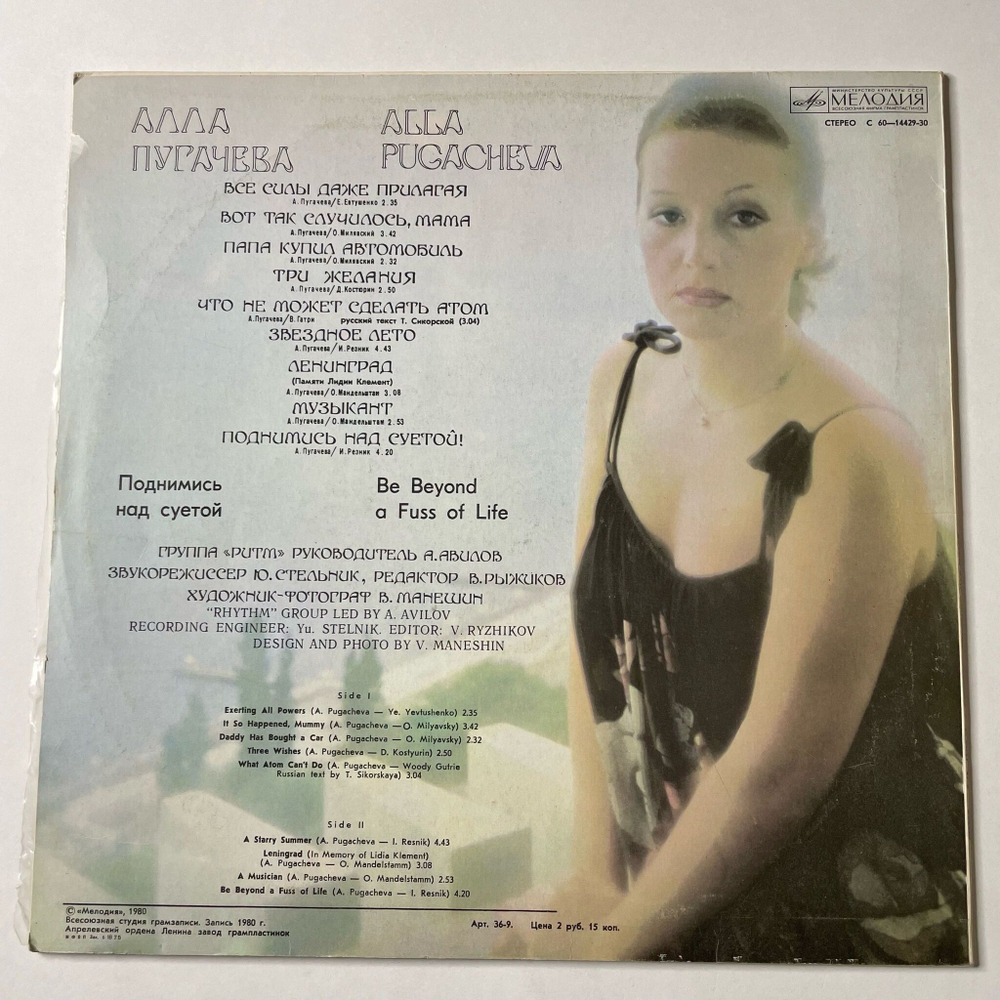 АЛЛА ПУГАЧЕВА
ALLA PUGACHEVA
МИНИСТЕРСТВО КУЛЬТУРЫ СССР
МЕЛОДИЯ
ВСЕСОЮЗНАЯ ФИРМА ГРАМПЛАСТИНОК
СТЕРЕО С 60—14429-30
ВСЕ СИЛЫ ДАЖЕ ПРИЛАГАЯ
А. Пугачева/Е. Евтушенко 2.35
ВОТ ТАК СЛУЧИЛОСЬ, МАМА
А. Пугачева/О. Милявский 3.42
ПАПА КУПИЛ АВТОМОБИЛЬ
А. Пугачева/О. Милявский 2.32
ТРИ ЖЕЛАНИЯ
А. Пугачева/Д. Костюрин 2.50
ЧТО НЕ МОЖЕТ СДЕЛАТЬ АТОМ
А. Пугачева/В. Гатри русский текст Т. Сикорской (3.04)
ЗВЕЗДНОЕ ЛЕТО
А. Пугачева/И. Резник 4.43
ЛЕНИНГРАД
(Памяти Лидии Клемент)
А. Пугачева/О. Мандельштам 3.08
МУЗЫКАНТ
А. Пугачева/О. Мандельштам 2.53
ПОДНИМИСЬ НАД СУЕТОЙ!
А. Пугачева/И. Резник 4.20
Поднимись
над суетой
Be Beyond
a Fuss of Life
ГРУППА «РИТМ» РУКОВОДИТЕЛЬ А. АВИЛОВ
ЗВУКОРЕЖИССЕР Ю. СТЕЛЬНИК, РЕДАКТОР В. РЫЖИКОВ
ХУДОЖНИК-ФОТОГРАФ В. МАНЕШИН
“RHYTHM” GROUP LED BY A. AVILOV
RECORDING ENGINEER: Yu. STELNIK. EDITOR: V. RYZHIKOV
DESIGN AND PHOTO BY V. MANESHIN
Side I
Exerting All Powers (A. Pugacheva — Ye. Yevtushenko) 2.35
It So Happened, Mummy (A. Pugacheva — O. Milyavsky) 3.42
Daddy Has Bought a Car (A. Pugacheva — O. Milyavsky) 2.32
Three Wishes (A. Pugacheva — D. Kostyurin) 2.50
What Atom Can't Do (A. Pugacheva — Woody Gutrie
Russian text by T. Sikorskaya) 3.04
Side II
A Starry Summer (A. Pugacheva — I. Resnik) 4.43
Leningrad (In Memory of Lidia Klement)
(A. Pugacheva — O. Mandelstamm) 3.08
A Musician (A. Pugacheva — O. Mandelstamm) 2.53
Be Beyond a Fuss of Life (A. Pugacheva — I. Resnik) 4.20
© «Мелодия», 1980
Всесоюзная студия грамзаписи. Запись 1980 г.
Апрелевский ордена Ленина завод грампластинок
Арт. 36-9. Цена 2 руб. 15 коп.